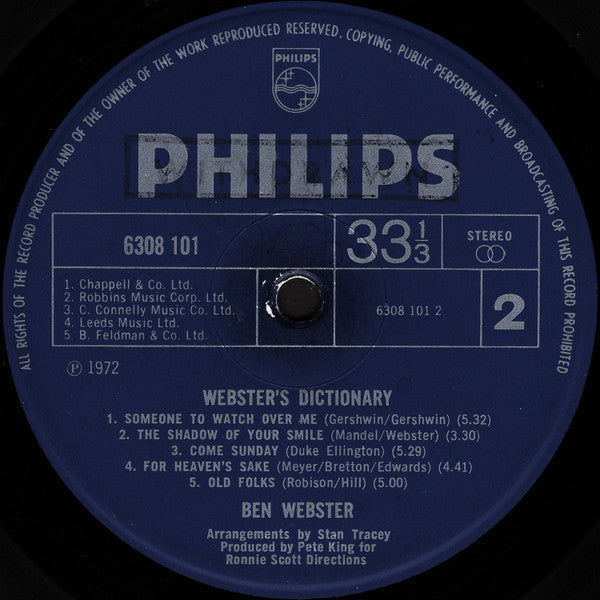 ALL RIGHTS OF THE RECORD PRODUCER AND OF THE OWNER OF THE WORK REPRODUCED RESERVED. COPYING, PUBLIC PERFORMANCE AND BROADCASTING OF THIS RECORD PROHIBITED
PHILIPS
PHILIPS
6308 101
33 1/3
STEREO
1. Chappell & Co. Ltd.
2. Robbins Music Corp. Ltd.
3. C. Connelly Music Co. Ltd.
4. Leeds Music Ltd.
5. B. Feldman & Co. Ltd.
6308 101 2
2
℗ 1972
WEBSTER'S DICTIONARY
1. SOMEONE TO WATCH OVER ME (Gershwin/Gershwin) (5.32)
2. THE SHADOW OF YOUR SMILE (Mandel/Webster) (3.30)
3. COME SUNDAY (Duke Ellington) (5.29)
4. FOR HEAVEN'S SAKE (Meyer/Bretton/Edwards) (4.41)
5. OLD FOLKS (Robison/Hill) (5.00)
BEN WEBSTER
Arrangements by Stan Tracey
Produced by Pete King for
Ronnie Scott Directions